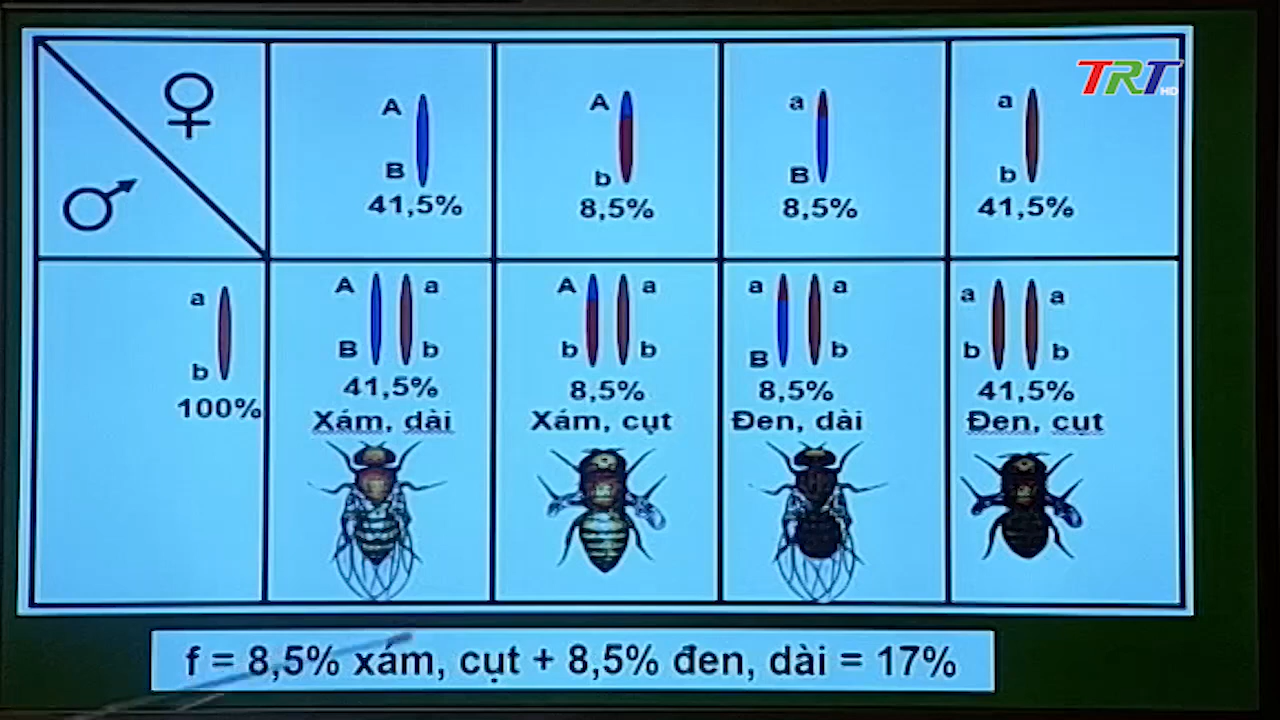 TRT HD
A A a a
B b B b
41,5% 8,5% 8,5% 41,5%
a A a A a a a a a
b B b b b B b b b
100% 41,5% 8,5% 8,5% 41,5%
Xám, dài Xám, cụt Đen, dài Đen, cụt
f = 8,5% xám, cụt + 8,5% đen, dài = 17%